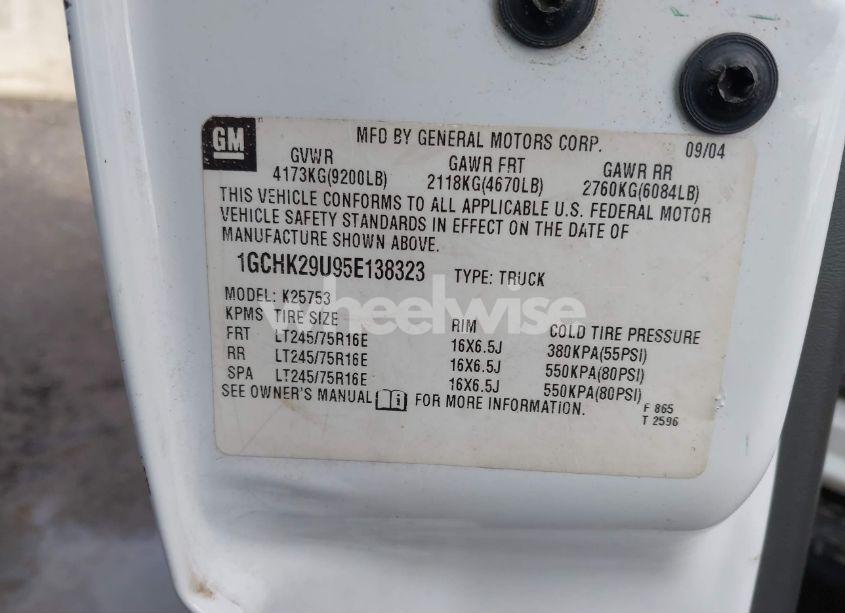 GM
MFD BY GENERAL MOTORS CORP. 09/04
GVWR GAWR FRT GAWR RR
4173KG(9200LB) 2118KG(4670LB) 2760KG(6084LB)
THIS VEHICLE CONFORMS TO ALL APPLICABLE U.S. FEDERAL MOTOR
VEHICLE SAFETY STANDARDS IN EFFECT ON THE DATE OF
MANUFACTURE SHOWN ABOVE.
1GCHK29U95E138323 TYPE: TRUCK
MODEL: K25753
wheelwise
KPMS TIRE SIZE RIM COLD TIRE PRESSURE
FRT LT245/75R16E 16X6.5J 380KPA(55PSI)
RR LT245/75R16E 16X6.5J 550KPA(80PSI)
SPA LT245/75R16E 16X6.5J 550KPA(80PSI)
SEE OWNER'S MANUAL i FOR MORE INFORMATION.
F 865
T 2596